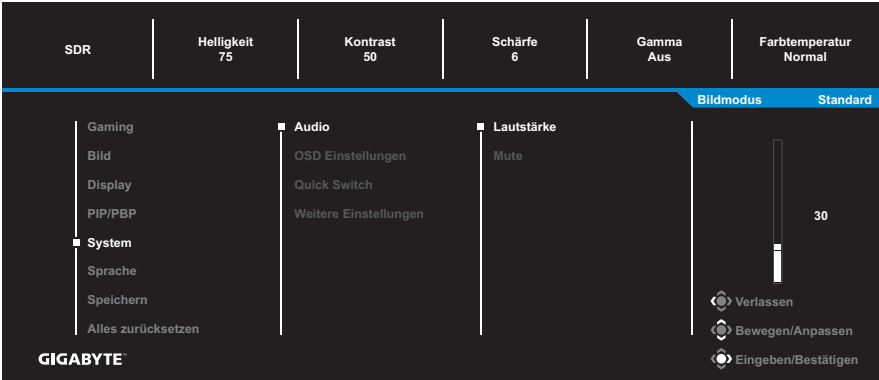 SDR
Helligkeit
75
Kontrast
50
Schärfe
6
Gamma
Aus
Farbtemperatur
Normal
Bildmodus Standard
Gaming
Bild
Display
PIP/PBP
System
Sprache
Speichern
Alles zurücksetzen
Audio
OSD Einstellungen
Quick Switch
Weitere Einstellungen
Lautstärke
Mute
30
Verlassen
Bewegen/Anpassen
Eingeben/Bestätigen
GIGABYTE™